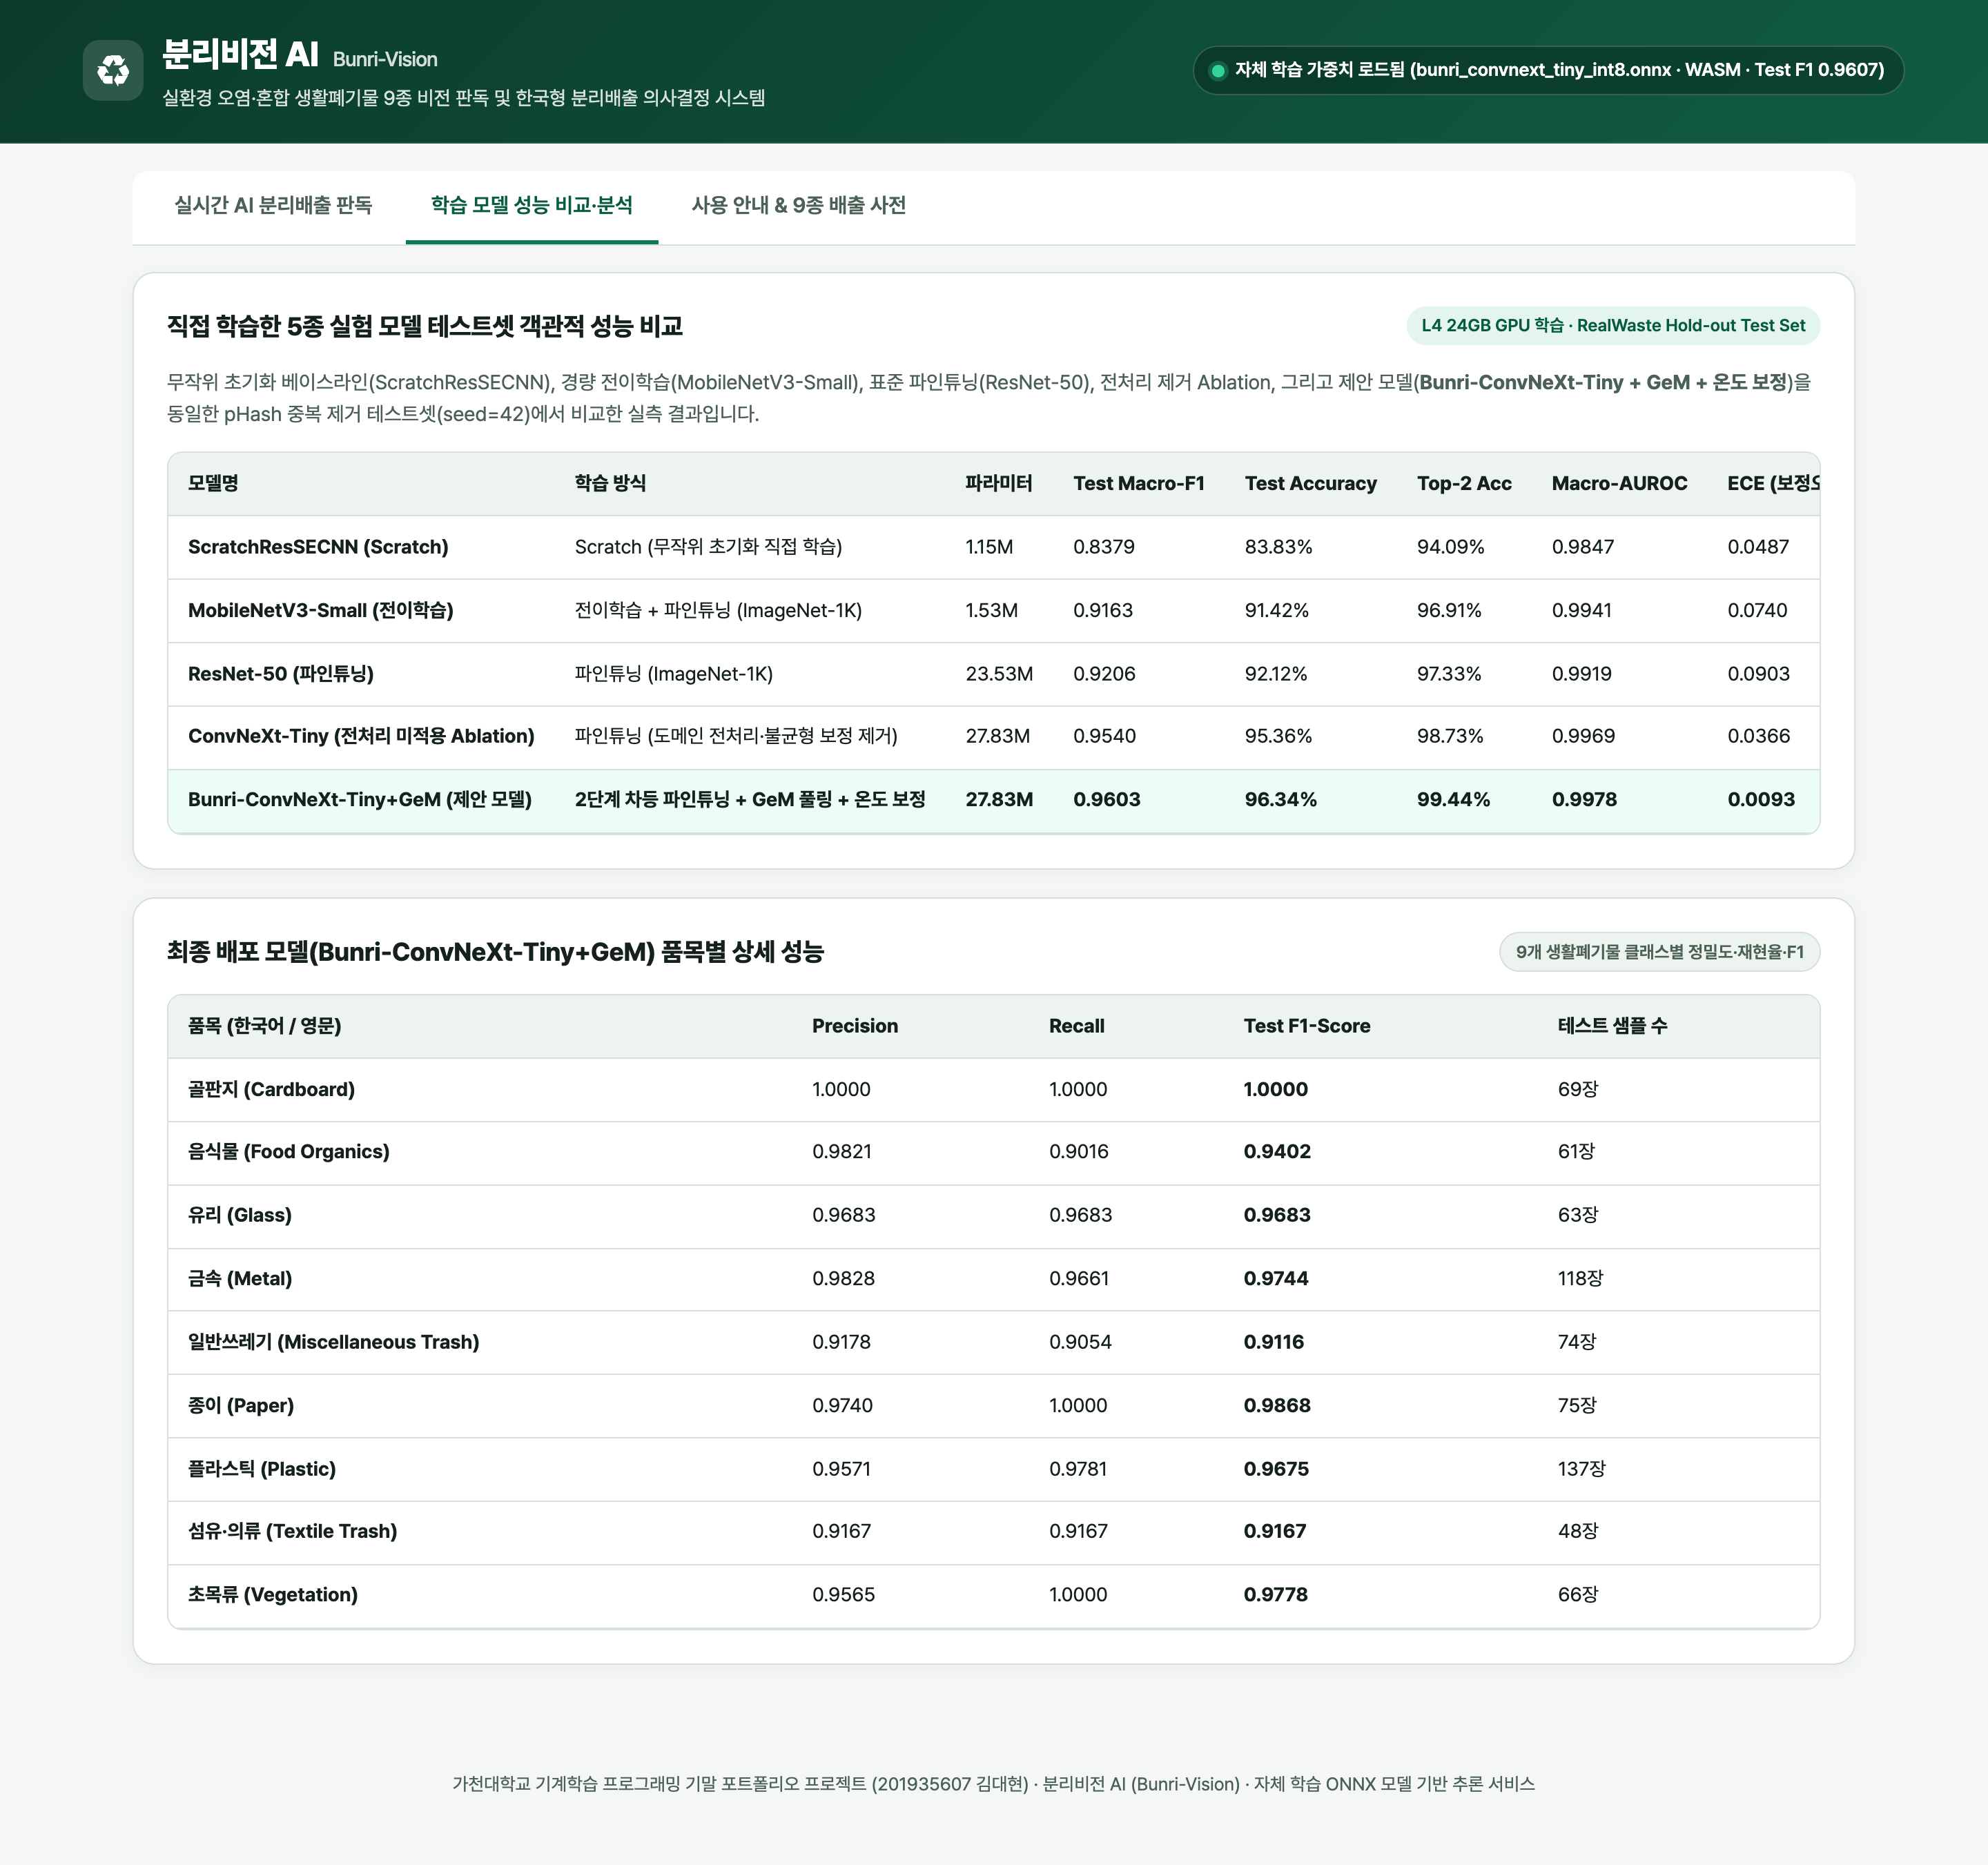 분리비전 AI Bunri-Vision
실환경 오염·혼합 생활폐기물 9종 비전 판독 및 한국형 분리배출 의사결정 시스템
자체 학습 가중치 로드됨 (bunri_convnext_tiny_int8.onnx · WASM · Test F1 0.9607)
실시간 AI 분리배출 판독 학습 모델 성능 비교·분석 사용 안내 & 9종 배출 사전
직접 학습한 5종 실험 모델 테스트셋 객관적 성능 비교
L4 24GB GPU 학습 · RealWaste Hold-out Test Set
무작위 초기화 베이스라인(ScratchResSECNN), 경량 전이학습(MobileNetV3-Small), 표준 파인튜닝(ResNet-50), 전처리 제거 Ablation, 그리고 제안 모델(Bunri-ConvNeXt-Tiny + GeM + 온도 보정)을
동일한 pHash 중복 제거 테스트셋(seed=42)에서 비교한 실측 결과입니다.
모델명 학습 방식 파라미터 Test Macro-F1 Test Accuracy Top-2 Acc Macro-AUROC ECE (보정오
ScratchResSECNN (Scratch) Scratch (무작위 초기화 직접 학습) 1.15M 0.8379 83.83% 94.09% 0.9847 0.0487
MobileNetV3-Small (전이학습) 전이학습 + 파인튜닝 (ImageNet-1K) 1.53M 0.9163 91.42% 96.91% 0.9941 0.0740
ResNet-50 (파인튜닝) 파인튜닝 (ImageNet-1K) 23.53M 0.9206 92.12% 97.33% 0.9919 0.0903
ConvNeXt-Tiny (전처리 미적용 Ablation) 파인튜닝 (도메인 전처리·불균형 보정 제거) 27.83M 0.9540 95.36% 98.73% 0.9969 0.0366
Bunri-ConvNeXt-Tiny+GeM (제안 모델) 2단계 차등 파인튜닝 + GeM 풀링 + 온도 보정 27.83M 0.9603 96.34% 99.44% 0.9978 0.0093
최종 배포 모델(Bunri-ConvNeXt-Tiny+GeM) 품목별 상세 성능
9개 생활폐기물 클래스별 정밀도·재현율·F1
품목 (한국어 / 영문) Precision Recall Test F1-Score 테스트 샘플 수
골판지 (Cardboard) 1.0000 1.0000 1.0000 69장
음식물 (Food Organics) 0.9821 0.9016 0.9402 61장
유리 (Glass) 0.9683 0.9683 0.9683 63장
금속 (Metal) 0.9828 0.9661 0.9744 118장
일반쓰레기 (Miscellaneous Trash) 0.9178 0.9054 0.9116 74장
종이 (Paper) 0.9740 1.0000 0.9868 75장
플라스틱 (Plastic) 0.9571 0.9781 0.9675 137장
섬유·의류 (Textile Trash) 0.9167 0.9167 0.9167 48장
초목류 (Vegetation) 0.9565 1.0000 0.9778 66장
가천대학교 기계학습 프로그래밍 기말 포트폴리오 프로젝트 (201935607 김대현) · 분리비전 AI (Bunri-Vision) · 자체 학습 ONNX 모델 기반 추론 서비스